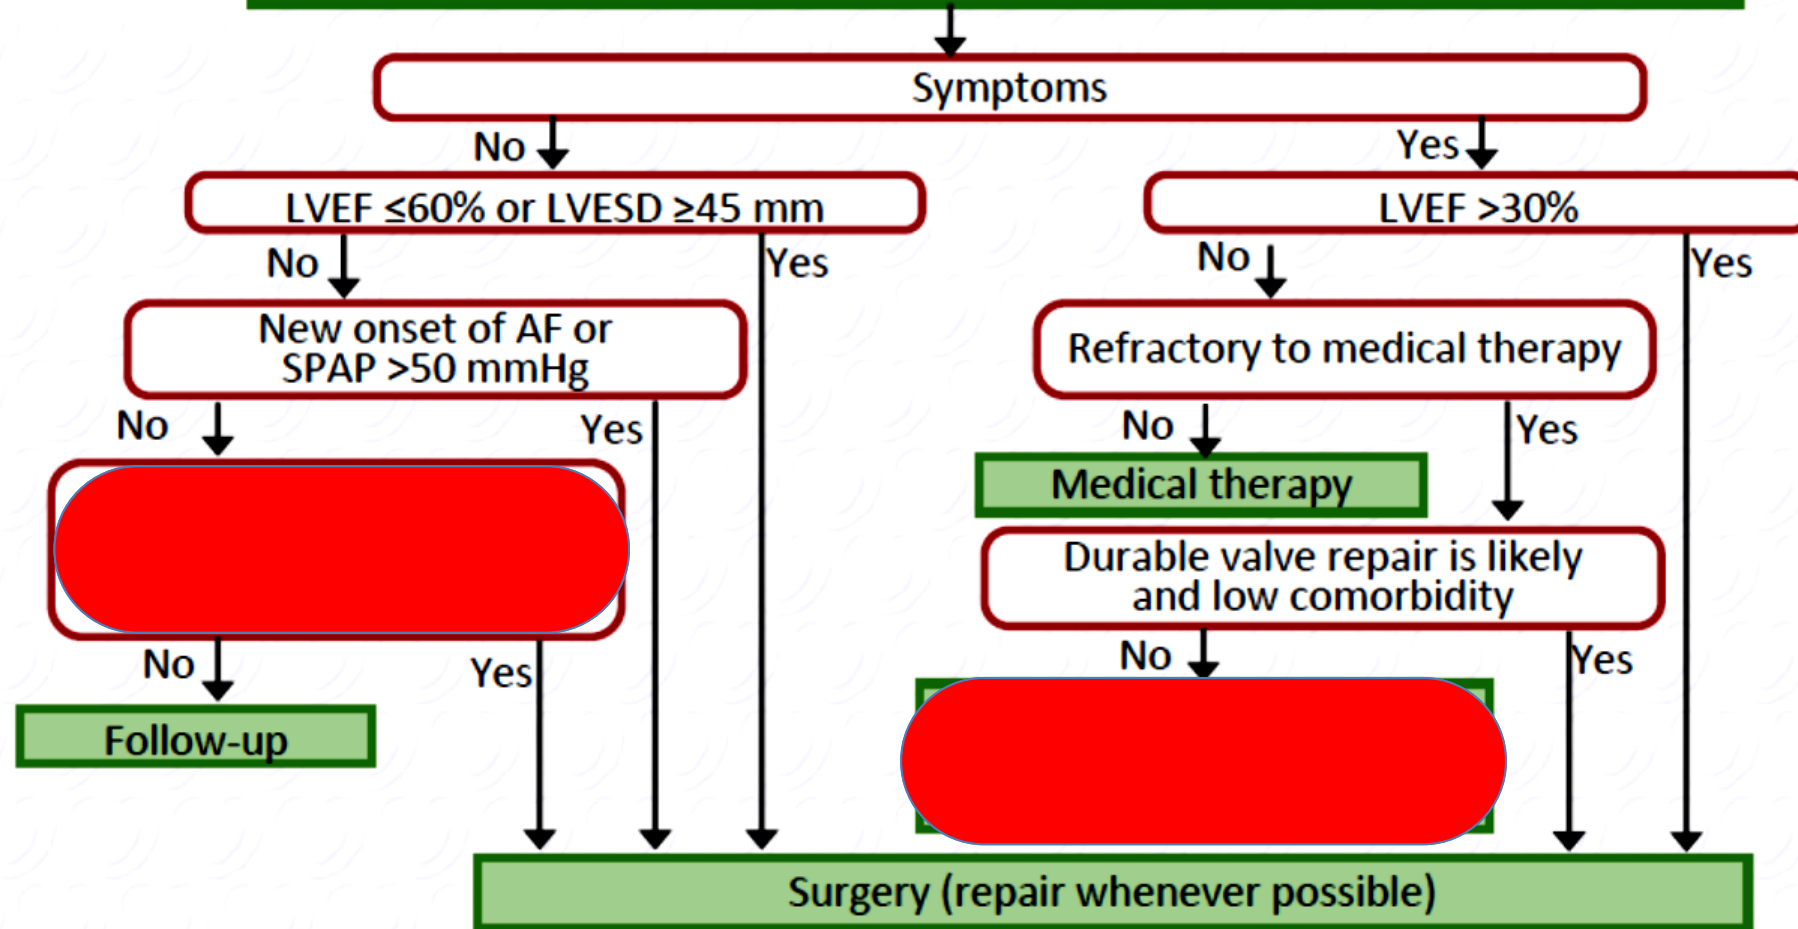 Symptoms
No
Yes
LVEF ≤60% or LVESD ≥45 mm
LVEF >30%
No
Yes
No
Yes
New onset of AF or
SPAP >50 mmHg
Refractory to medical therapy
No
Yes
No
Yes
Medical therapy
Durable valve repair is likely
and low comorbidity
No
Yes
No
Yes
Follow-up
Surgery (repair whenever possible)